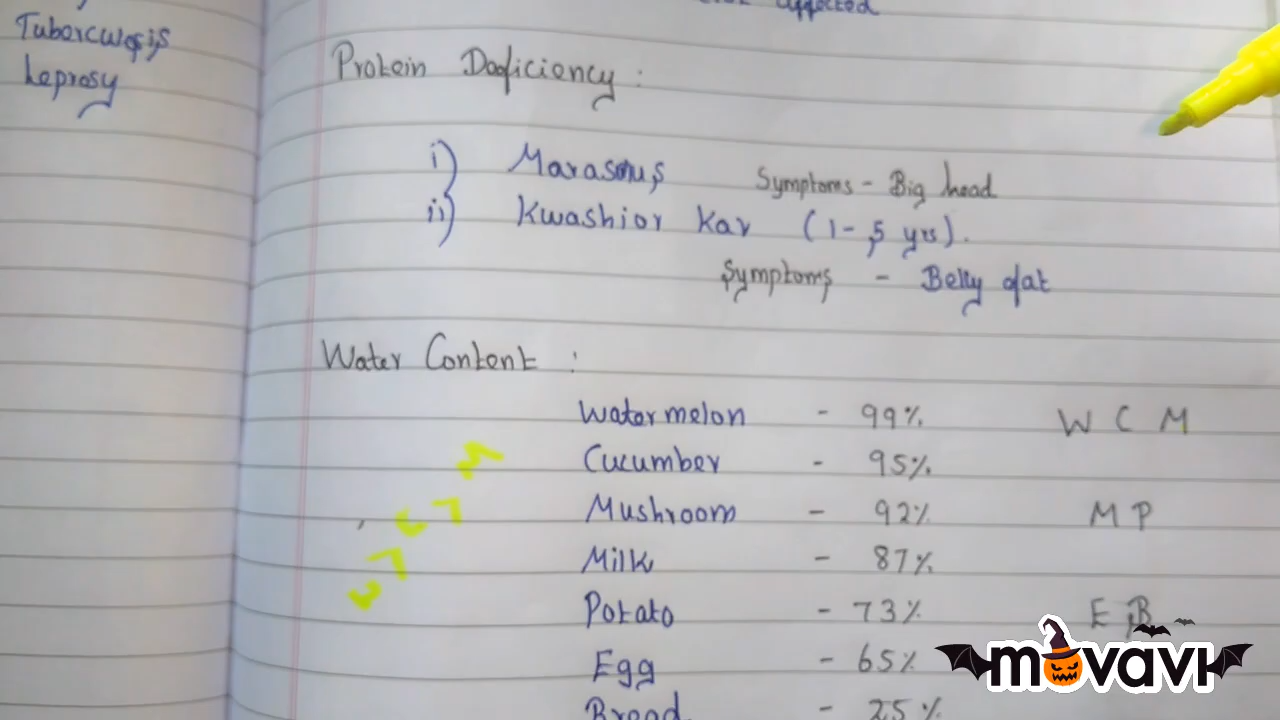 Tuberculosis
Leprosy
affected
Protein Deficiency :
i) Marasmus Symptoms - Big head
ii) Kwashior kar (1-5 yrs).
Symptoms - Belly fat
Water Content :
Watermelon - 99% W C M
Cucumber - 95%
Mushroom - 92% M P
Milk - 87%
Potato - 73% E B
Egg - 65%
Bread - 25%
movavi